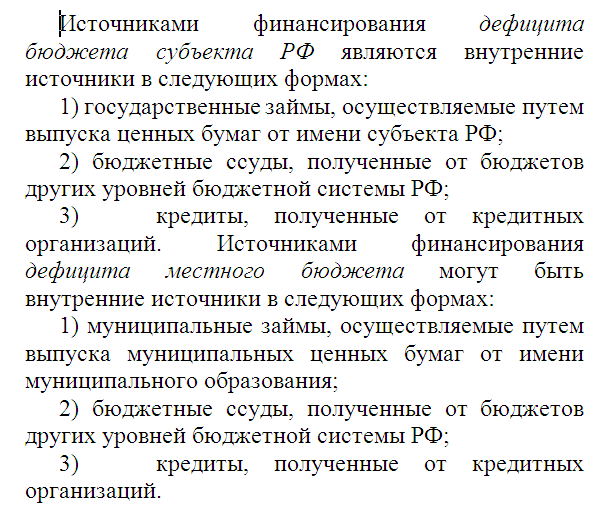 Источниками финансирования дефицита
бюджета субъекта РФ являются внутренние
источники в следующих формах:
1) государственные займы, осуществляемые путем
выпуска ценных бумаг от имени субъекта РФ;
2) бюджетные ссуды, полученные от бюджетов
других уровней бюджетной системы РФ;
3) кредиты, полученные от кредитных
организаций. Источниками финансирования
дефицита местного бюджета могут быть
внутренние источники в следующих формах:
1) муниципальные займы, осуществляемые путем
выпуска муниципальных ценных бумаг от имени
муниципального образования;
2) бюджетные ссуды, полученные от бюджетов
других уровней бюджетной системы РФ;
3) кредиты, полученные от кредитных
организаций.